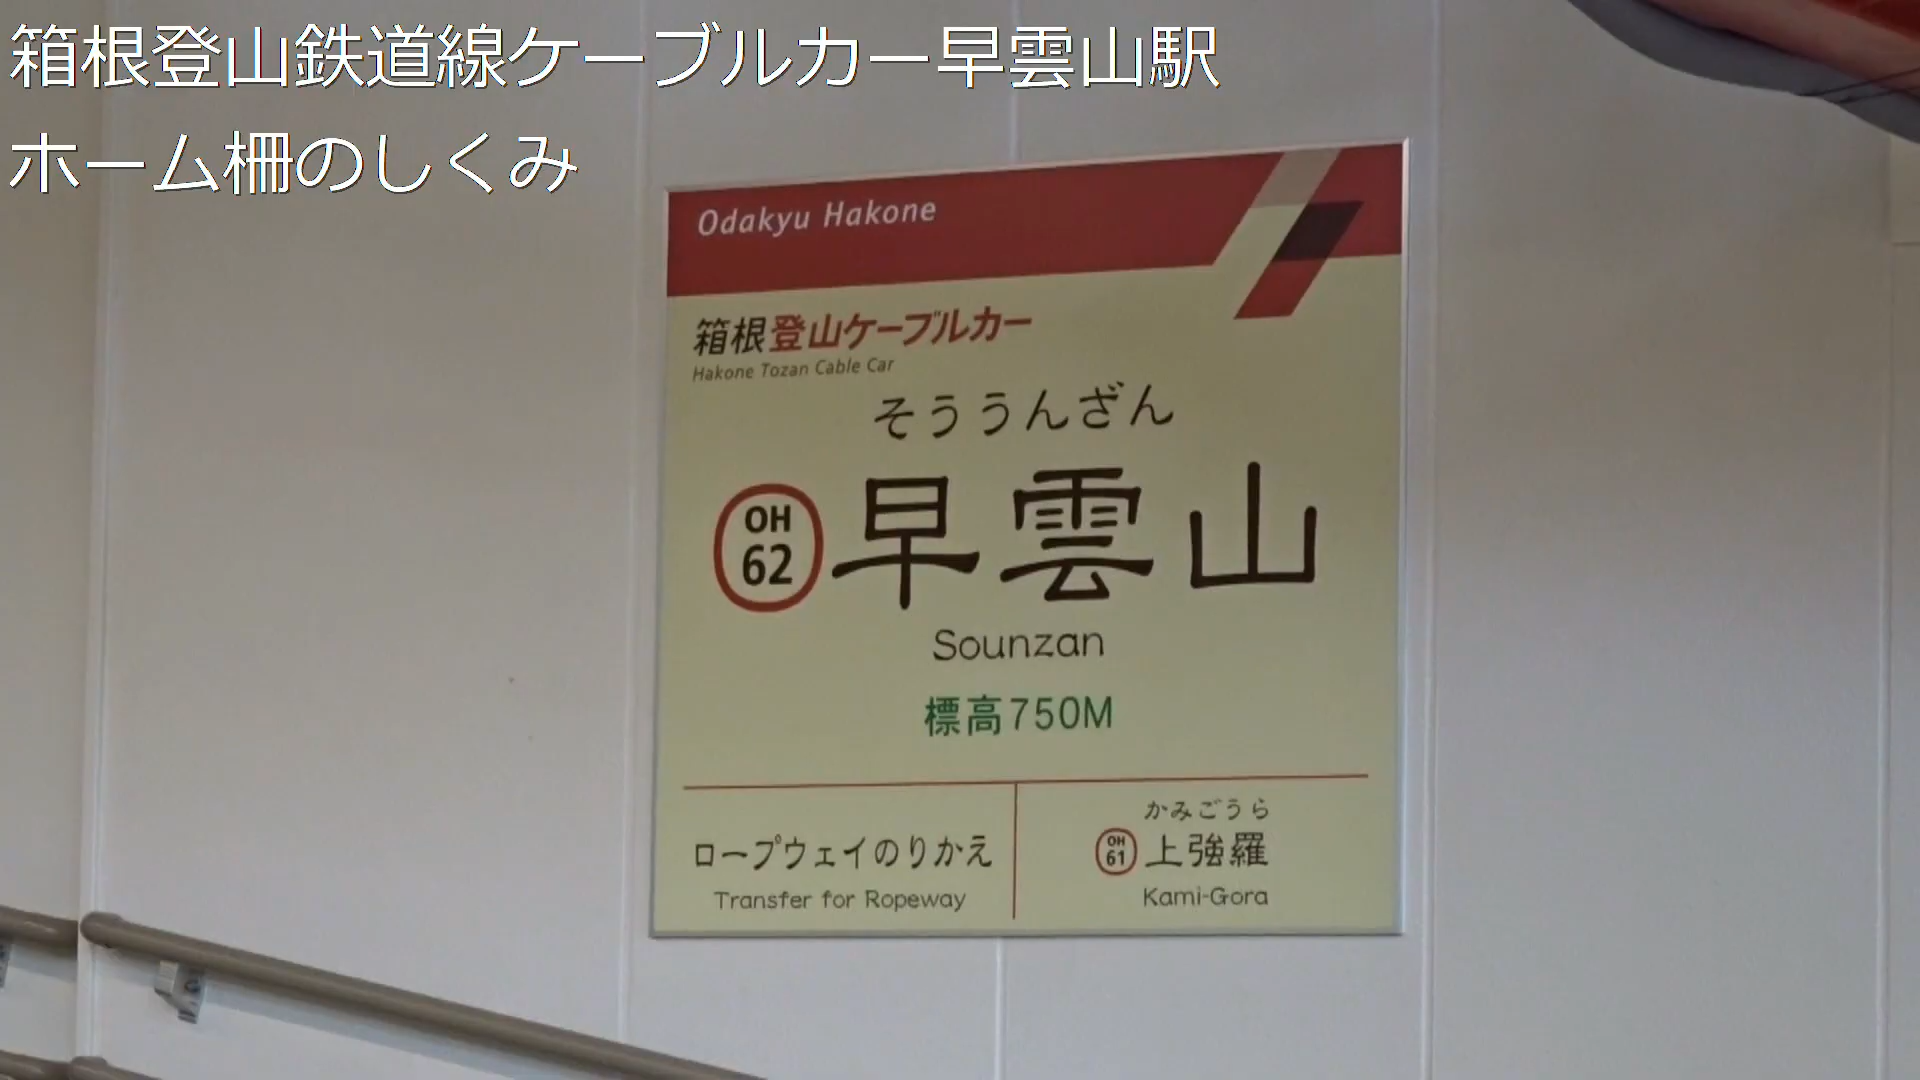 箱根登山鉄道線ケーブルカー早雲山駅
ホーム柵のしくみ
Odakyu Hakone
箱根登山ケーブルカー
Hakone Tozan Cable Car
そううんざん
OH
62
早雲山
Sounzan
標高750M
ロープウェイのりかえ
Transfer for Ropeway
かみごうら
OH
61
上強羅
Kami-Gora